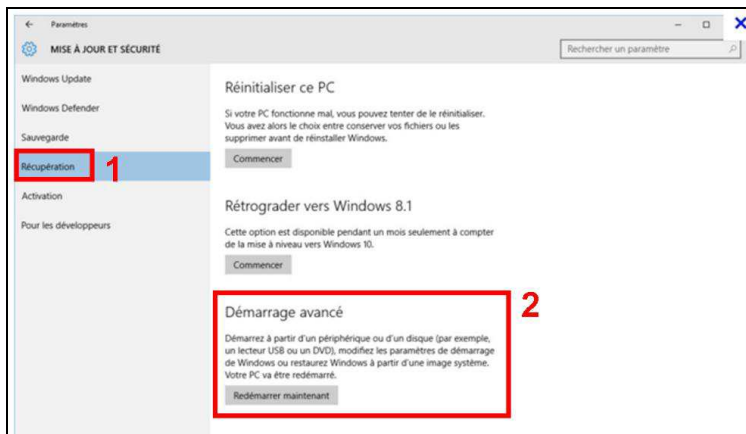 Paramètres
MISE À JOUR ET SÉCURITÉ
Rechercher un paramètre
Windows Update
Windows Defender
Sauvegarde
Récupération
1
Activation
Pour les développeurs
Réinitialiser ce PC
Si votre PC fonctionne mal, vous pouvez tenter de le réinitialiser.
Vous avez alors le choix entre conserver vos fichiers ou les
supprimer avant de réinstaller Windows.
Commencer
Rétrograder vers Windows 8.1
Cette option est disponible pendant un mois seulement à compter
de la mise à niveau vers Windows 10.
Commencer
2
Démarrage avancé
Démarrez à partir d'un périphérique ou d'un disque (par exemple,
un lecteur USB ou un DVD), modifiez les paramètres de démarrage
de Windows ou restaurez Windows à partir d'une image système.
Votre PC va être redémarré.
Redémarrer maintenant